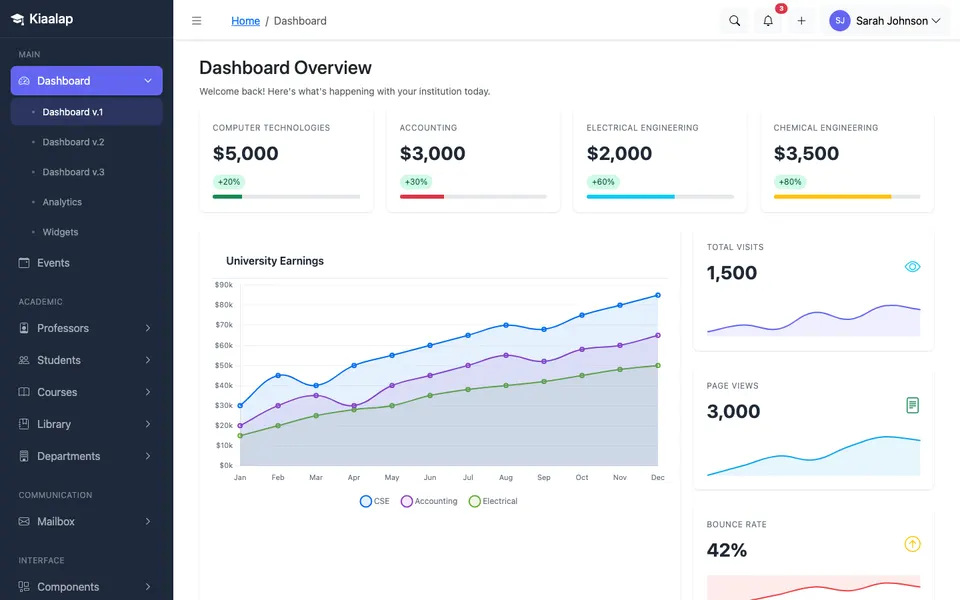 Kiaalap
MAIN
Dashboard
Dashboard v.1
Dashboard v.2
Dashboard v.3
Analytics
Widgets
Events
ACADEMIC
Professors
Students
Courses
Library
Departments
COMMUNICATION
Mailbox
INTERFACE
Components
Home / Dashboard
3
SJ Sarah Johnson
Dashboard Overview
Welcome back! Here's what's happening with your institution today.
COMPUTER TECHNOLOGIES
$5,000
+20%
ACCOUNTING
$3,000
+30%
ELECTRICAL ENGINEERING
$2,000
+60%
CHEMICAL ENGINEERING
$3,500
+80%
University Earnings
$90k
$80k
$70k
$60k
$50k
$40k
$30k
$20k
$10k
$0k
Jan Feb Mar Apr May Jun Jul Aug Sep Oct Nov Dec
CSE Accounting Electrical
TOTAL VISITS
1,500
PAGE VIEWS
3,000
BOUNCE RATE
42%